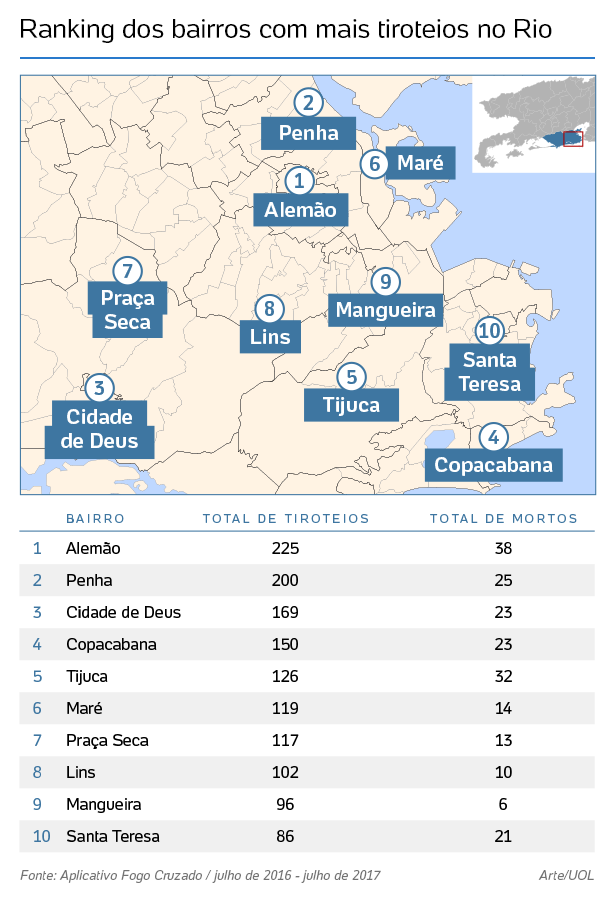 Ranking dos bairros com mais tiroteios no Rio
2
Penha
6 Maré
1
Alemão
7
Praça
Seca
9
Mangueira
8
Lins
10
Santa
Teresa
5
Tijuca
3
Cidade
de Deus
4
Copacabana
BAIRRO TOTAL DE TIROTEIOS TOTAL DE MORTOS
1 Alemão 225 38
2 Penha 200 25
3 Cidade de Deus 169 23
4 Copacabana 150 23
5 Tijuca 126 32
6 Maré 119 14
7 Praça Seca 117 13
8 Lins 102 10
9 Mangueira 96 6
10 Santa Teresa 86 21
Fonte: Aplicativo Fogo Cruzado / julho de 2016 - julho de 2017 Arte/UOL